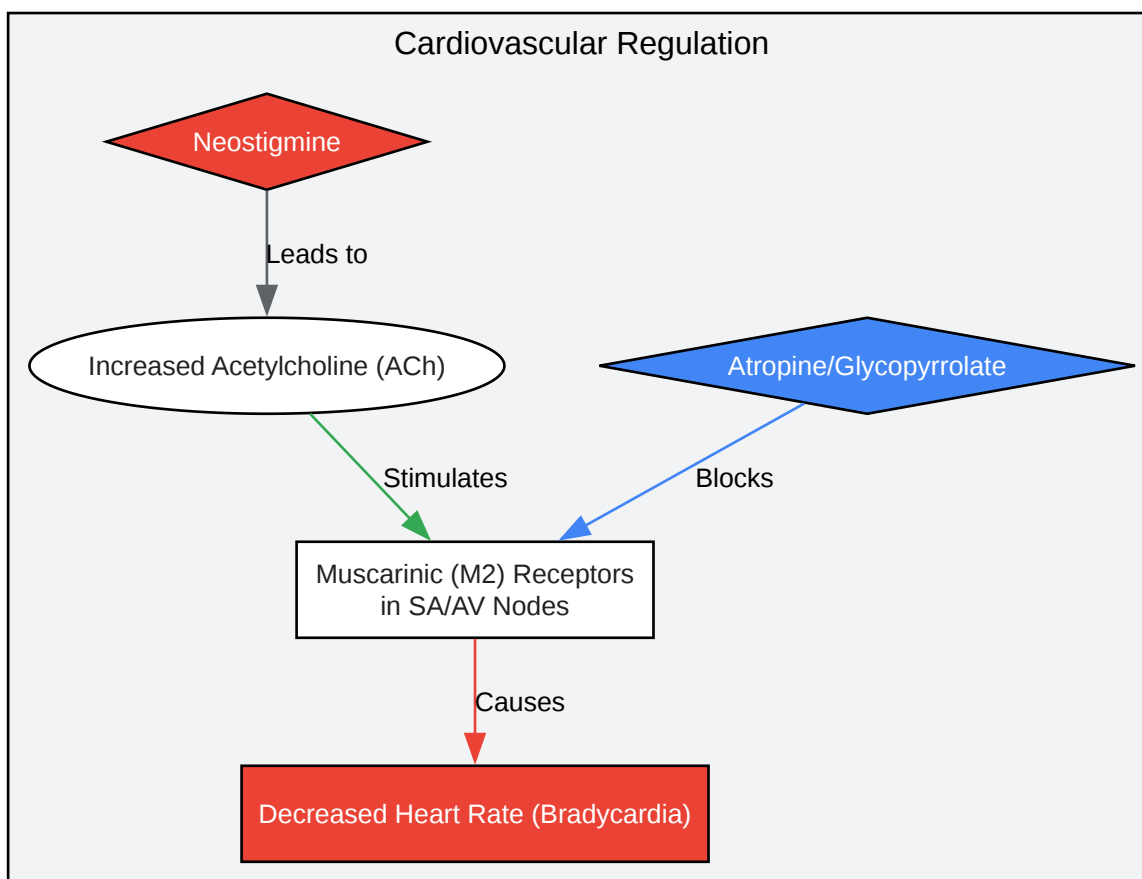 Cardiovascular Regulation
Neostigmine
Leads to
Increased Acetylcholine (ACh)
Atropine/Glycopyrrolate
Stimulates
Blocks
Muscarinic (M2) Receptors
in SA/AV Nodes
Causes
Decreased Heart Rate (Bradycardia)